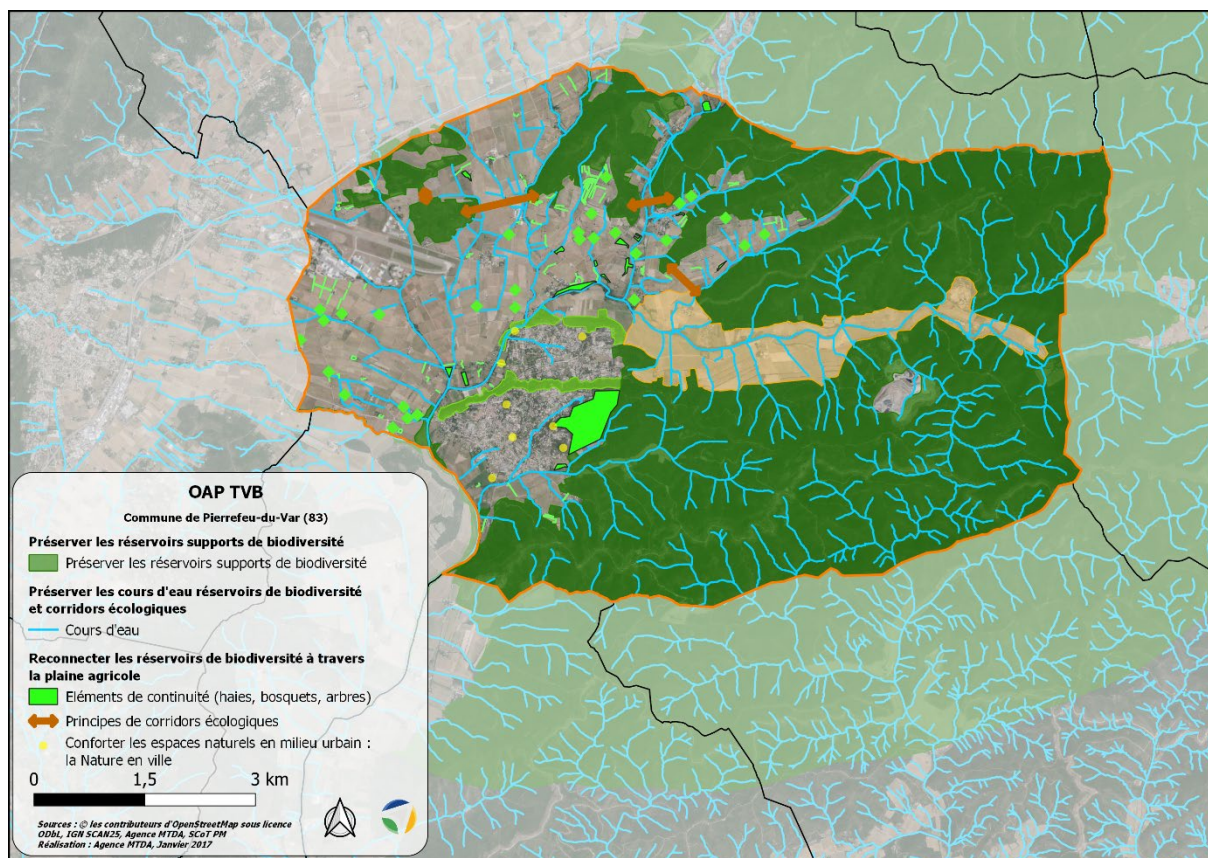 OAP TVB
Commune de Pierrefeu-du-Var (83)
Préserver les réservoirs supports de biodiversité
Préserver les réservoirs supports de biodiversité
Préserver les cours d'eau réservoirs de biodiversité
et corridors écologiques
Cours d'eau
Reconnecter les réservoirs de biodiversité à travers
la plaine agricole
Eléments de continuité (haies, bosquets, arbres)
Principes de corridors écologiques
Conforter les espaces naturels en milieu urbain :
la Nature en ville
0 1,5 3 km
Sources : © les contributeurs d'OpenStreetMap sous licence
ODbL, IGN SCAN25, Agence MTDA, SCoT PM
Réalisation : Agence MTDA, Janvier 2017